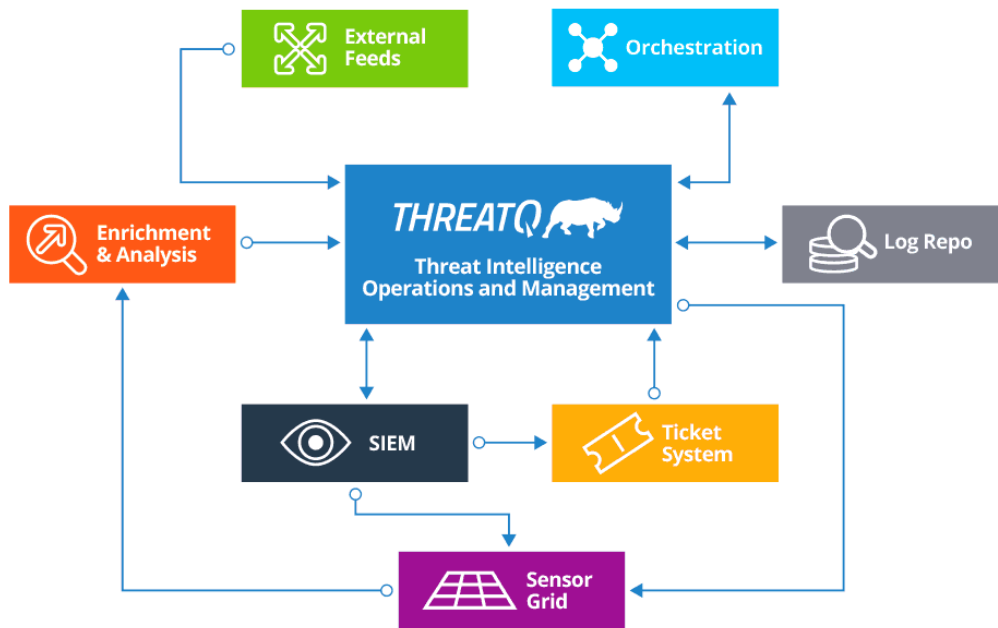 External
Feeds
Orchestration
THREATQ
Threat Intelligence
Operations and Management
Enrichment
& Analysis
Log Repo
SIEM
Ticket
System
Sensor
Grid